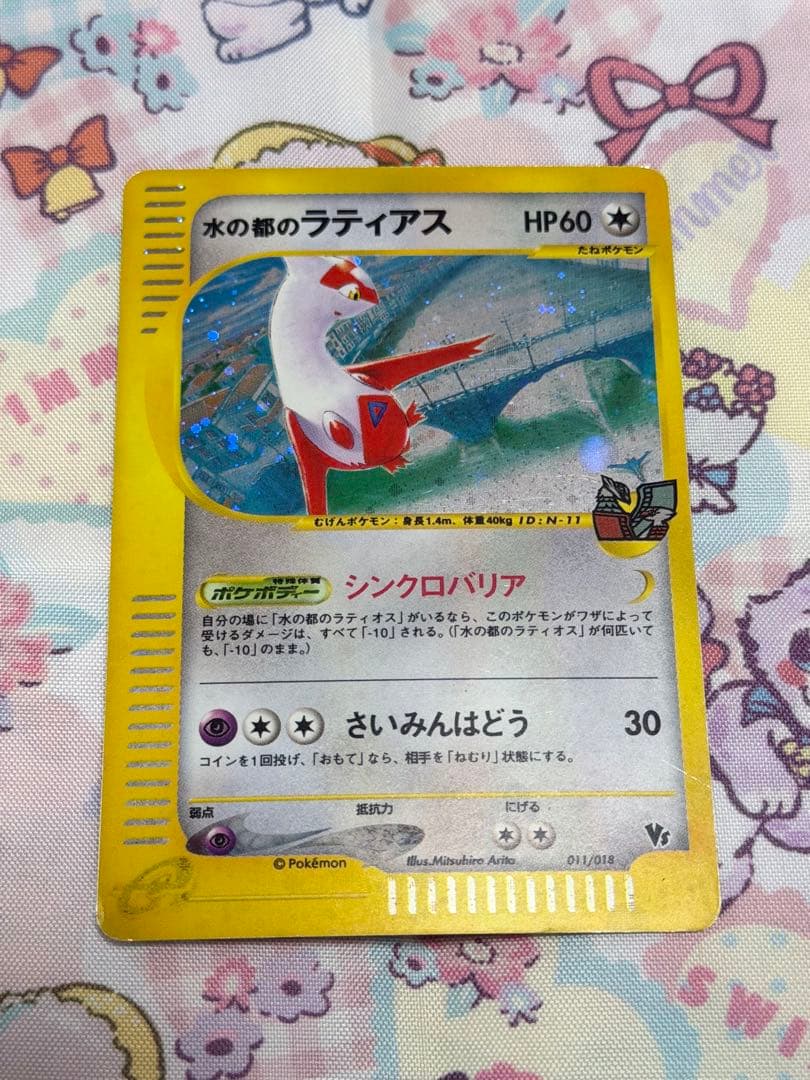 水の都のラティアス HP60
たねポケモン
むげんポケモン：身長1.4m、体重40kg ID：N-11
特殊体質
ポケボディー シンクロバリア
自分の場に「水の都のラティオス」がいるなら、このポケモンがワザによって
受けるダメージは、すべて「-10」される。（「水の都のラティオス」が何匹いて
も、「-10」のまま。）
さいみんはどう 30
コインを1回投げ、「おもて」なら、相手を「ねむり」状態にする。
弱点 抵抗力 にげる
Vs
©Pokémon Illus.Mitsuhiro Arita 011/018
SWI